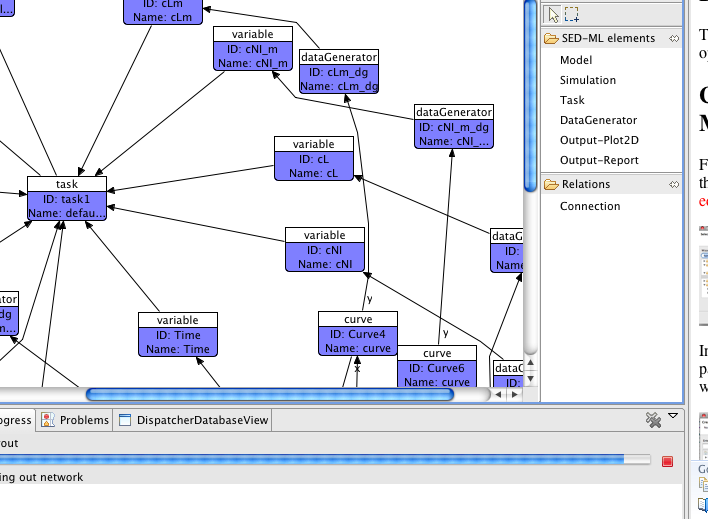 ID: cLm
Name: cLm
variable
ID: cNI_m
Name: cNI_m
dataGenerator
ID: cLm_dg
Name: cLm_dg
dataGenerator
ID: cNI_m_dg
Name: cNI_...
variable
ID: cL
Name: cL
task
ID: task1
Name: defau...
variable
ID: cNI
Name: cNI
dataG
ID:
Name
ator
dg
m...
variable
ID: Time
Name: Time
y
curve
ID: Curve4
Name: curve
x
y
curve
ID: Curve6
Name: curve
dataG
ID:
SED-ML elements
Model
Simulation
Task
DataGenerator
Output-Plot2D
Output-Report
Relations
Connection
ogress
Problems
DispatcherDatabaseView
yout
ing out network
T
op
M
F
th
e
In
pa
w
Go